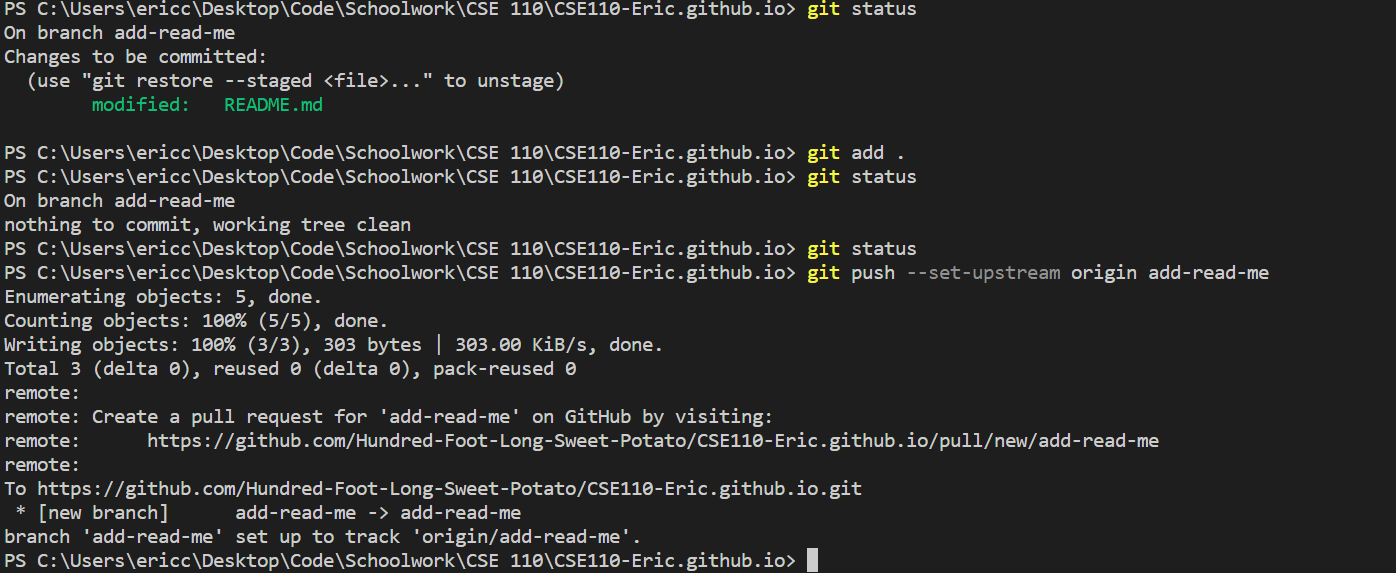 PS C:\Users\ericc\Desktop\Code\Schoolwork\CSE 110\CSE110-Eric.github.io> git status
On branch add-read-me
Changes to be committed:
  (use "git restore --staged <file>..." to unstage)
        modified:   README.md

PS C:\Users\ericc\Desktop\Code\Schoolwork\CSE 110\CSE110-Eric.github.io> git add .
PS C:\Users\ericc\Desktop\Code\Schoolwork\CSE 110\CSE110-Eric.github.io> git status
On branch add-read-me
nothing to commit, working tree clean
PS C:\Users\ericc\Desktop\Code\Schoolwork\CSE 110\CSE110-Eric.github.io> git status
PS C:\Users\ericc\Desktop\Code\Schoolwork\CSE 110\CSE110-Eric.github.io> git push --set-upstream origin add-read-me
Enumerating objects: 5, done.
Counting objects: 100% (5/5), done.
Writing objects: 100% (3/3), 303 bytes | 303.00 KiB/s, done.
Total 3 (delta 0), reused 0 (delta 0), pack-reused 0
remote:
remote: Create a pull request for 'add-read-me' on GitHub by visiting:
remote:      https://github.com/Hundred-Foot-Long-Sweet-Potato/CSE110-Eric.github.io/pull/new/add-read-me
remote:
To https://github.com/Hundred-Foot-Long-Sweet-Potato/CSE110-Eric.github.io.git
 * [new branch]      add-read-me -> add-read-me
branch 'add-read-me' set up to track 'origin/add-read-me'.
PS C:\Users\ericc\Desktop\Code\Schoolwork\CSE 110\CSE110-Eric.github.io>